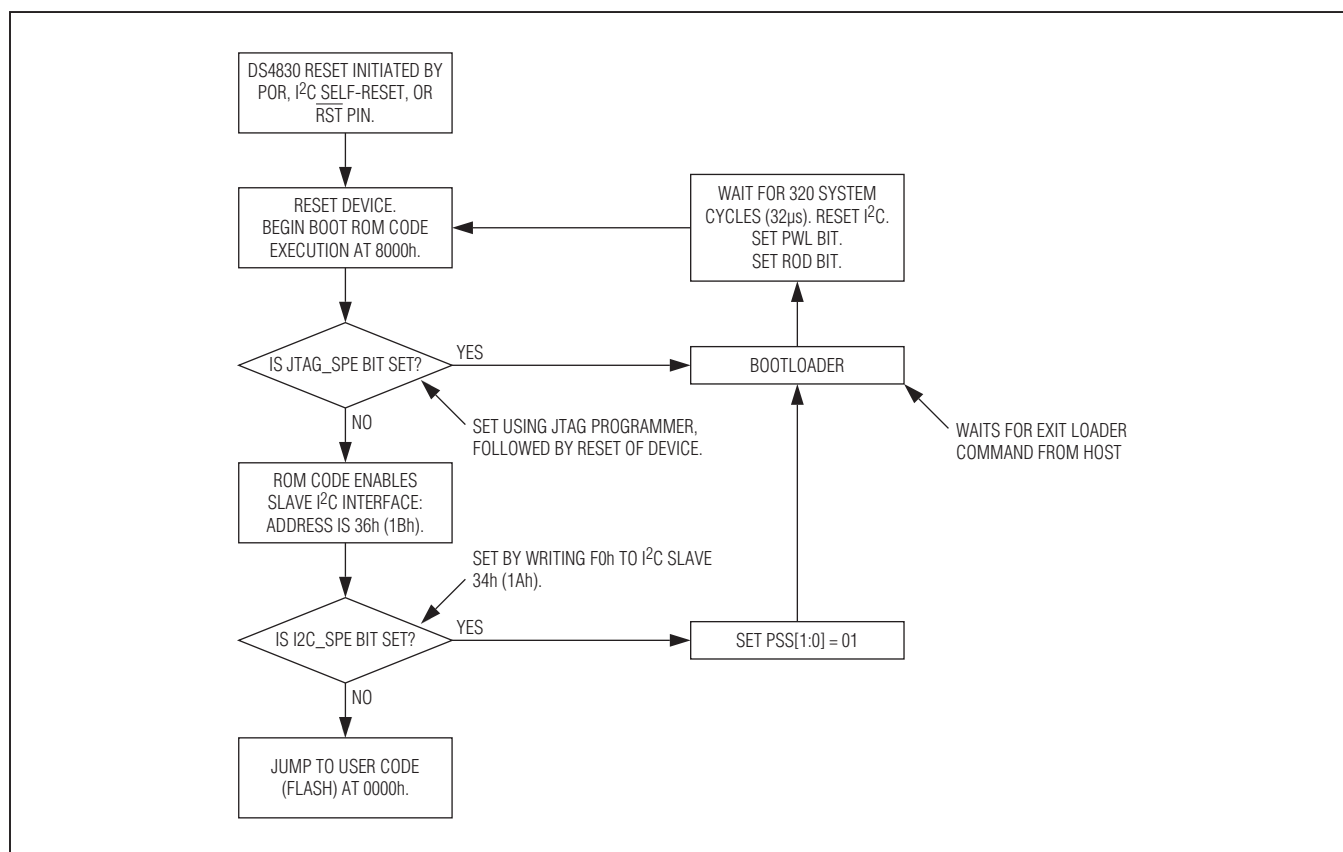 DS4830 RESET INITIATED BY
POR, I²C SELF-RESET, OR
RST PIN.
RESET DEVICE.
BEGIN BOOT ROM CODE
EXECUTION AT 8000h.
WAIT FOR 320 SYSTEM
CYCLES (32µs). RESET I²C.
SET PWL BIT.
SET ROD BIT.
IS JTAG_SPE BIT SET?
YES
BOOTLOADER
NO
SET USING JTAG PROGRAMMER,
FOLLOWED BY RESET OF DEVICE.
WAITS FOR EXIT LOADER
COMMAND FROM HOST
ROM CODE ENABLES
SLAVE I²C INTERFACE:
ADDRESS IS 36h (1Bh).
SET BY WRITING F0h TO I²C SLAVE
34h (1Ah).
IS I2C_SPE BIT SET?
YES
SET PSS[1:0] = 01
NO
JUMP TO USER CODE
(FLASH) AT 0000h.